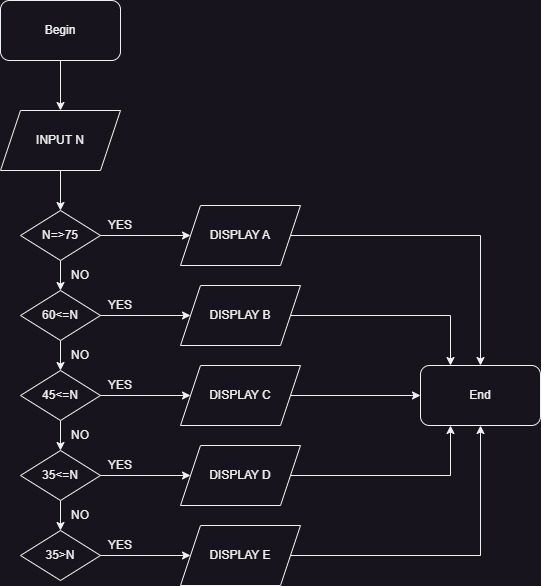 Begin
INPUT N
N=>75
YES
DISPLAY A
NO
60<=N
YES
DISPLAY B
NO
45<=N
YES
DISPLAY C
End
NO
35<=N
YES
DISPLAY D
NO
35>N
YES
DISPLAY E